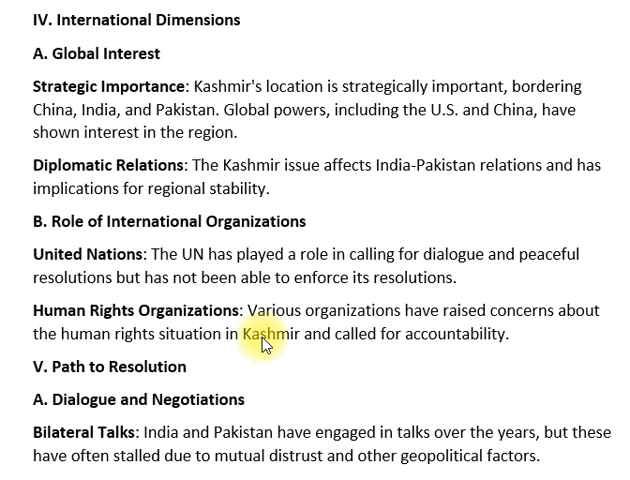 IV. International Dimensions
A. Global Interest
Strategic Importance: Kashmir's location is strategically important, bordering
China, India, and Pakistan. Global powers, including the U.S. and China, have
shown interest in the region.
Diplomatic Relations: The Kashmir issue affects India-Pakistan relations and has
implications for regional stability.
B. Role of International Organizations
United Nations: The UN has played a role in calling for dialogue and peaceful
resolutions but has not been able to enforce its resolutions.
Human Rights Organizations: Various organizations have raised concerns about
the human rights situation in Kashmir and called for accountability.
V. Path to Resolution
A. Dialogue and Negotiations
Bilateral Talks: India and Pakistan have engaged in talks over the years, but these
have often stalled due to mutual distrust and other geopolitical factors.